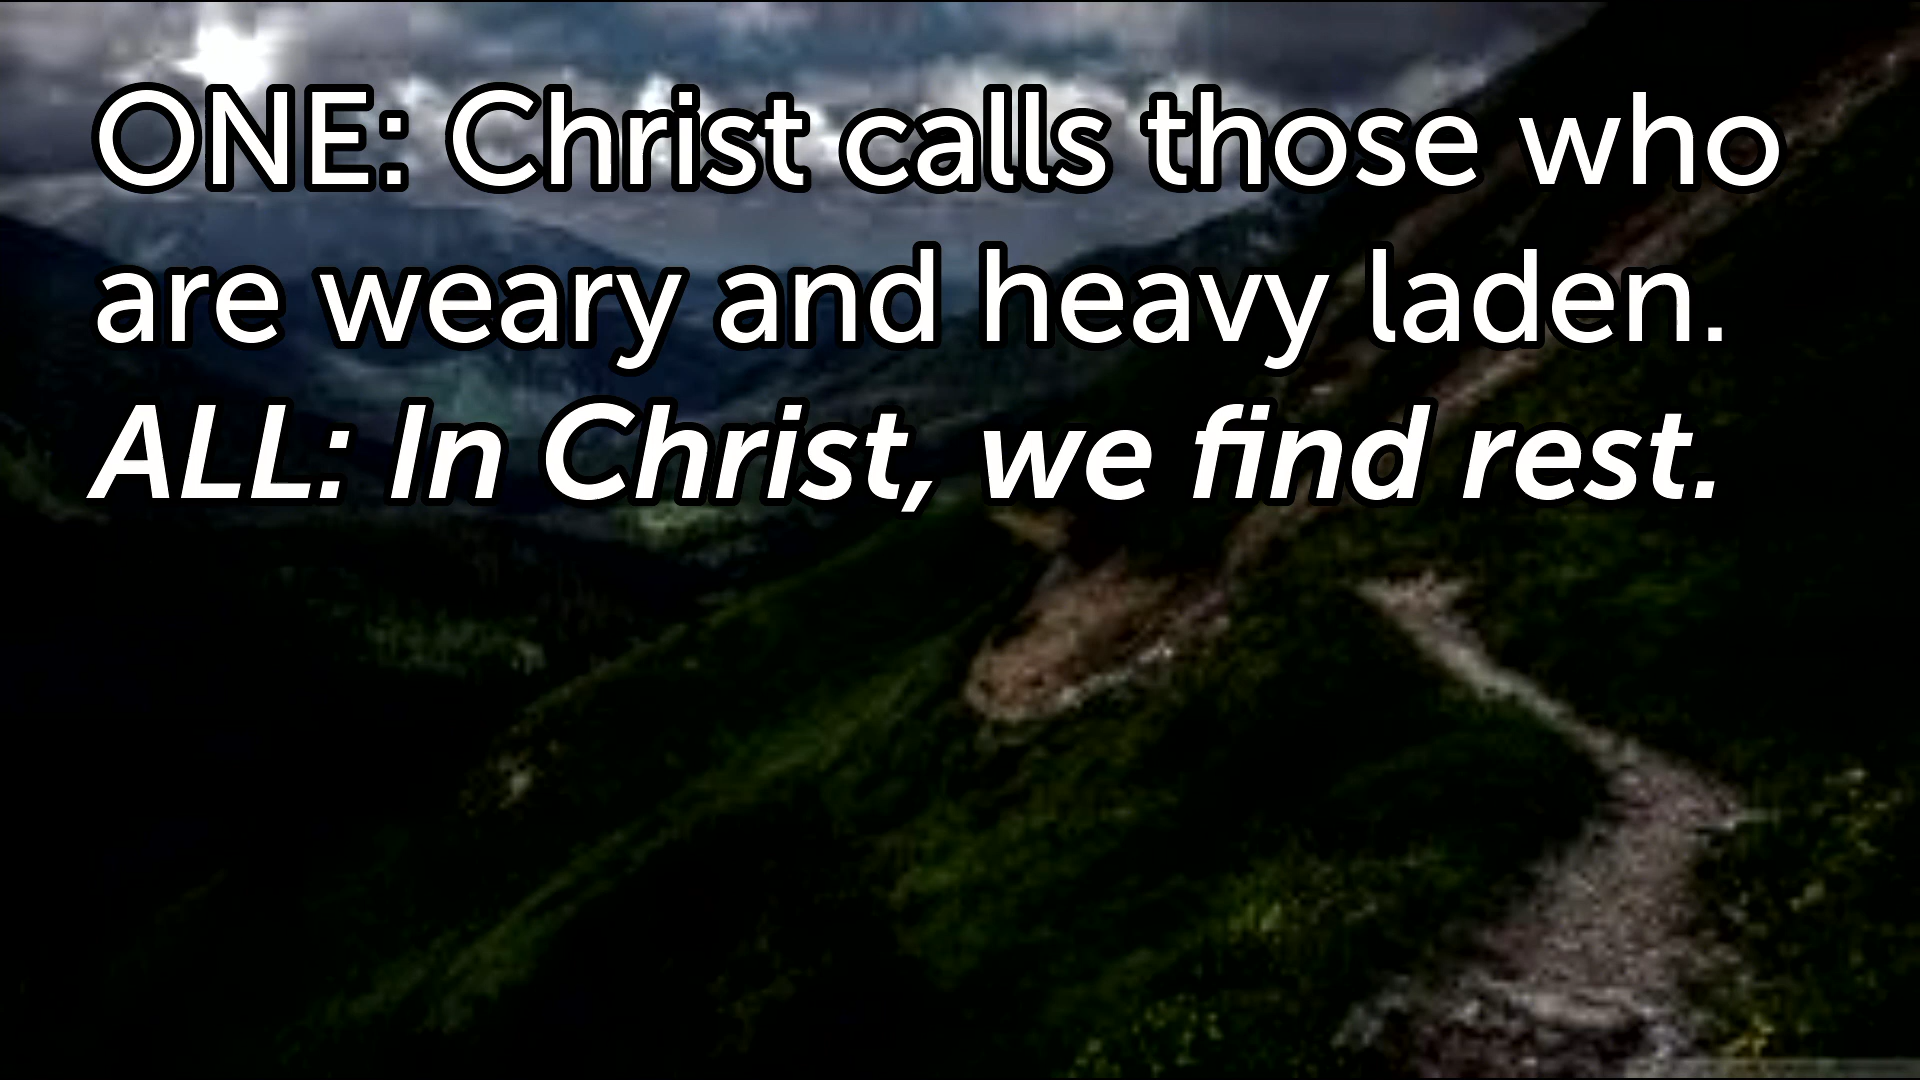 ONE: Christ calls those who
are weary and heavy laden.
ALL: In Christ, we find rest.